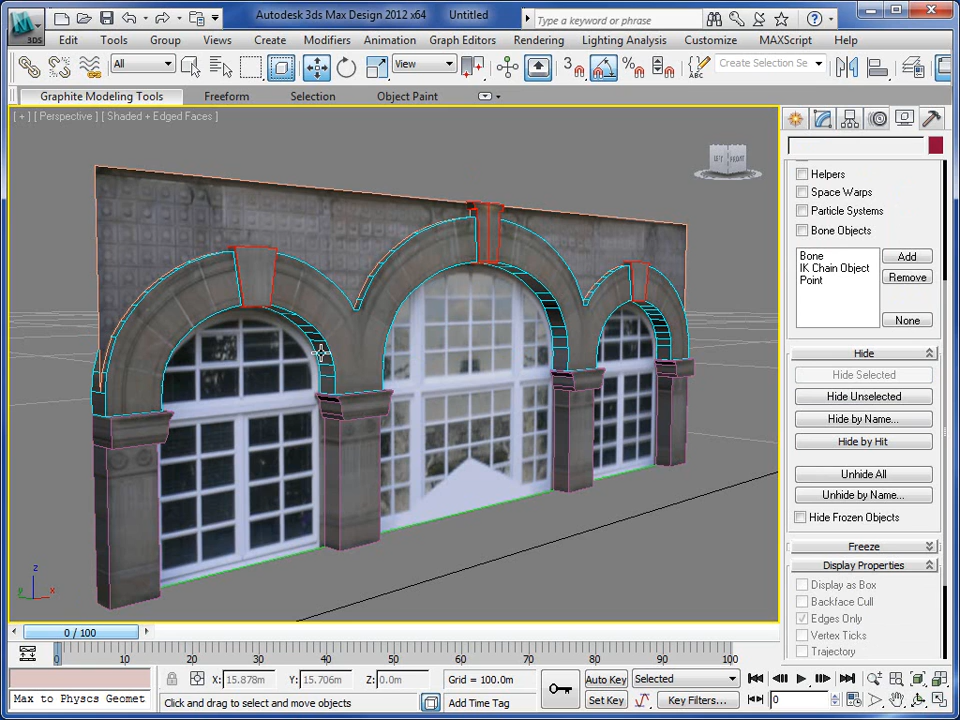 Autodesk 3ds Max Design 2012 x64 Untitled
Type a keyword or phrase
3DS
Edit Tools Group Views Create Modifiers Animation Graph Editors Rendering Lighting Analysis Customize MAXScript Help
All View 3 % ABC Create Selection Se
Graphite Modeling Tools Freeform Selection Object Paint
[ + ] [ Perspective ] [ Shaded + Edged Faces ]
LEFT FRONT
Helpers
Space Warps
Particle Systems
Bone Objects
Bone
IK Chain Object
Point
Add
Remove
None
Hide
Hide Selected
Hide Unselected
Hide by Name...
Hide by Hit
Unhide All
Unhide by Name...
Hide Frozen Objects
Freeze
Display Properties
Display as Box
Backface Cull
Edges Only
Vertex Ticks
Trajectory
z
y x
0 / 100
0 10 20 30 40 50 60 70 80 90 100
X: 15.878m Y: 15.706m Z: 0.0m Grid = 100.0m Auto Key Selected
Max to Physcs Geomet Click and drag to select and move objects Add Time Tag Set Key Key Filters... 0